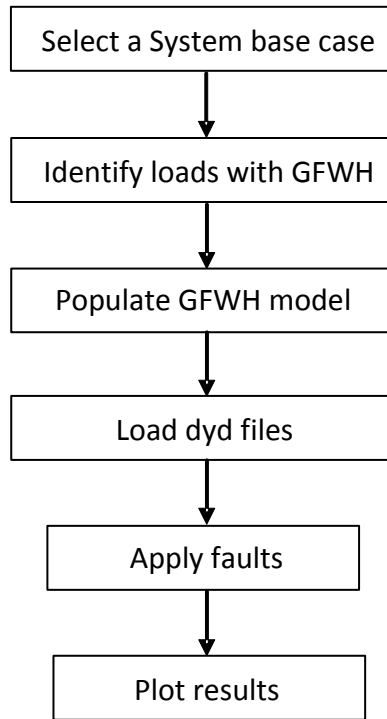 Select a System base case
Identify loads with GFWH
Populate GFWH model
Load dyd files
Apply faults
Plot results